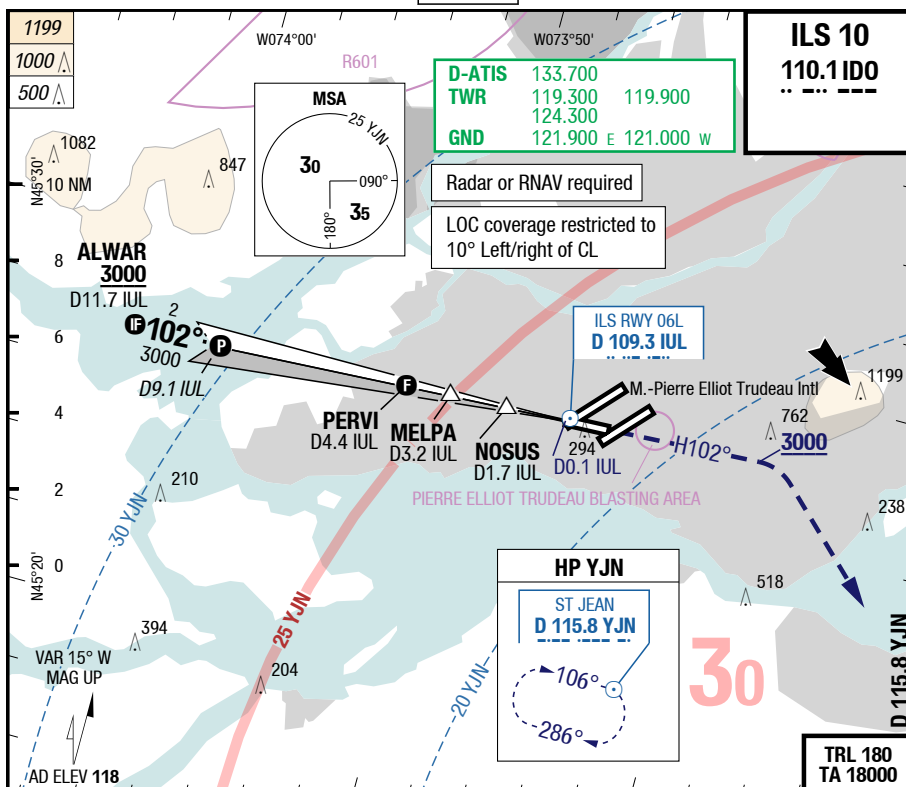 1199
1000
500
W074°00'
W073°50'
R601
ILS 10
110.1 IDO
D-ATIS 133.700
TWR 119.300 119.900
124.300
GND 121.900 E 121.000 W
MSA
25 YJN
30
090°
35
180°
Radar or RNAV required
LOC coverage restricted to
10° Left/right of CL
N45°30'
1082
847
10 NM
8
6
4
2
0
N45°20'
ALWAR
3000
D11.7 IUL
IF
102°
2
3000
P
D9.1 IUL
F
PERVI
D4.4 IUL
MELPA
D3.2 IUL
NOSUS
D1.7 IUL
ILS RWY 06L
D 109.3 IUL
M.-Pierre Elliot Trudeau Intl
1199
762
294
D0.1 IUL
H102°
3000
PIERRE ELLIOT TRUDEAU BLASTING AREA
210
30 YJN
238
518
HP YJN
ST JEAN
D 115.8 YJN
106°
286°
394
25 YJN
204
20 YJN
30
D 115.8 YJN
VAR 15° W
MAG UP
AD ELEV 118
TRL 180
TA 18000